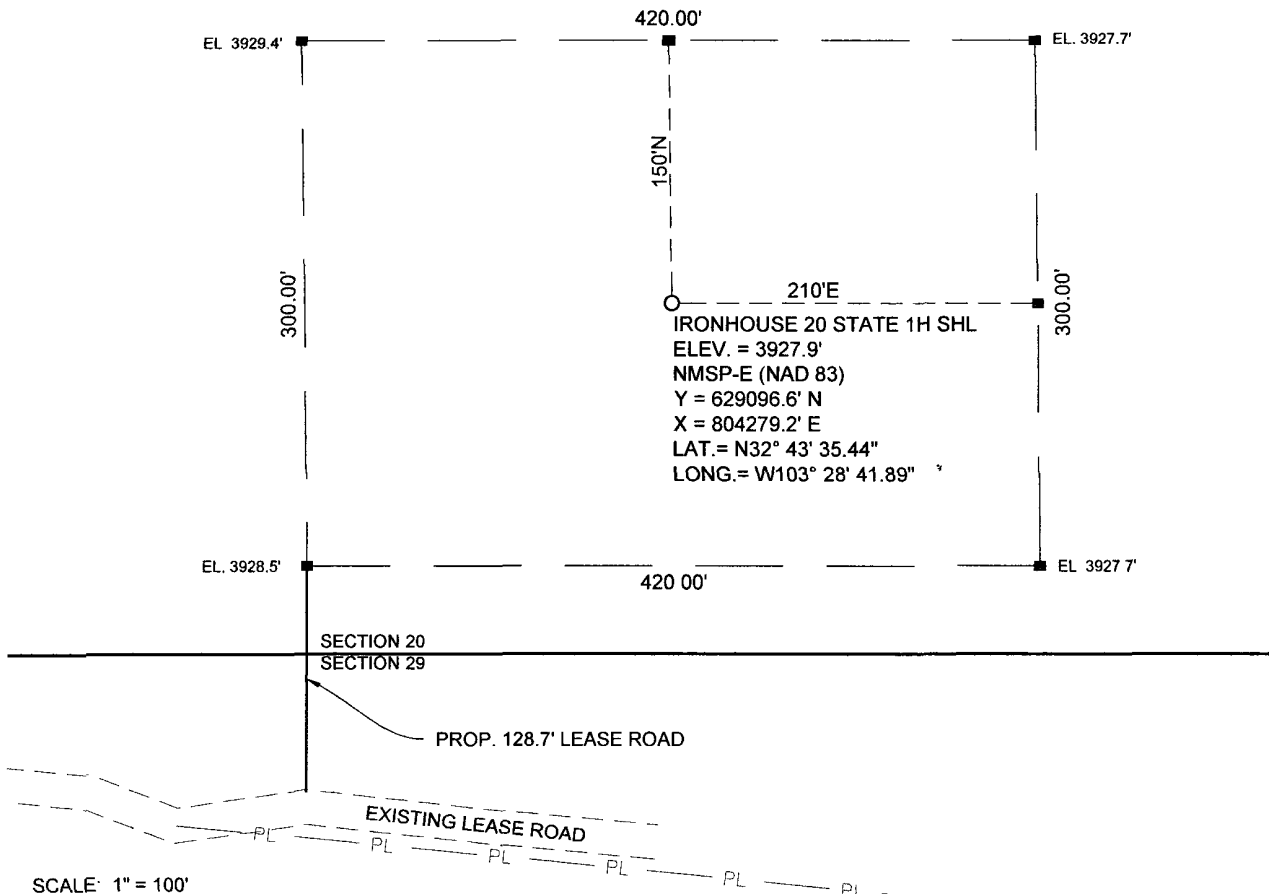 420.00'
EL 3929.4'
EL. 3927.7'
150'N
300.00'
210'E
300.00'
IRONHOUSE 20 STATE 1H SHL
ELEV. = 3927.9'
NMSP-E (NAD 83)
Y = 629096.6' N
X = 804279.2' E
LAT.= N32° 43' 35.44"
LONG.= W103° 28' 41.89"
EL. 3928.5'
420 00'
EL 3927 7'
SECTION 20
SECTION 29
PROP. 128.7' LEASE ROAD
EXISTING LEASE ROAD
PL PL PL PL PL PL
SCALE: 1" = 100'